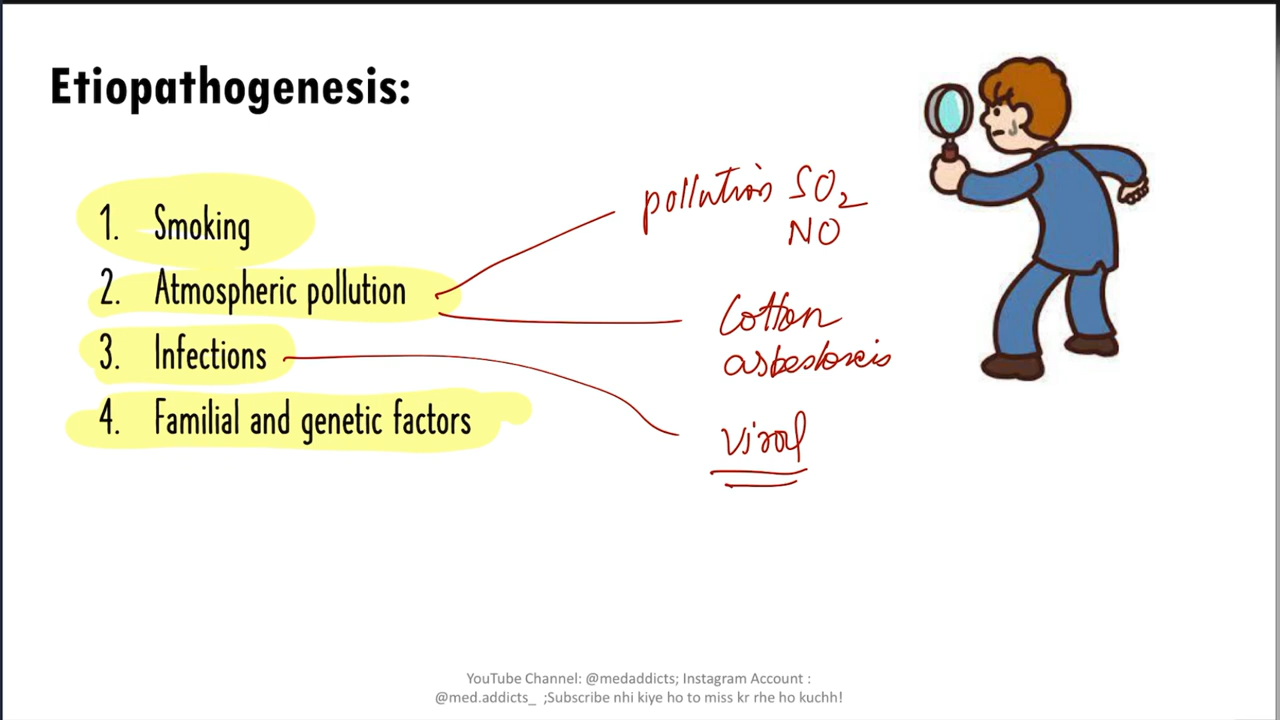 Etiopathogenesis:
1. Smoking
2. Atmospheric pollution
3. Infections
4. Familial and genetic factors
pollution SO2
NO
Cotton
asbestosis
viral
YouTube Channel: @medaddicts; Instagram Account :
@med.addicts_ ;Subscribe nhi kiye ho to miss kr rhe ho kuchh!